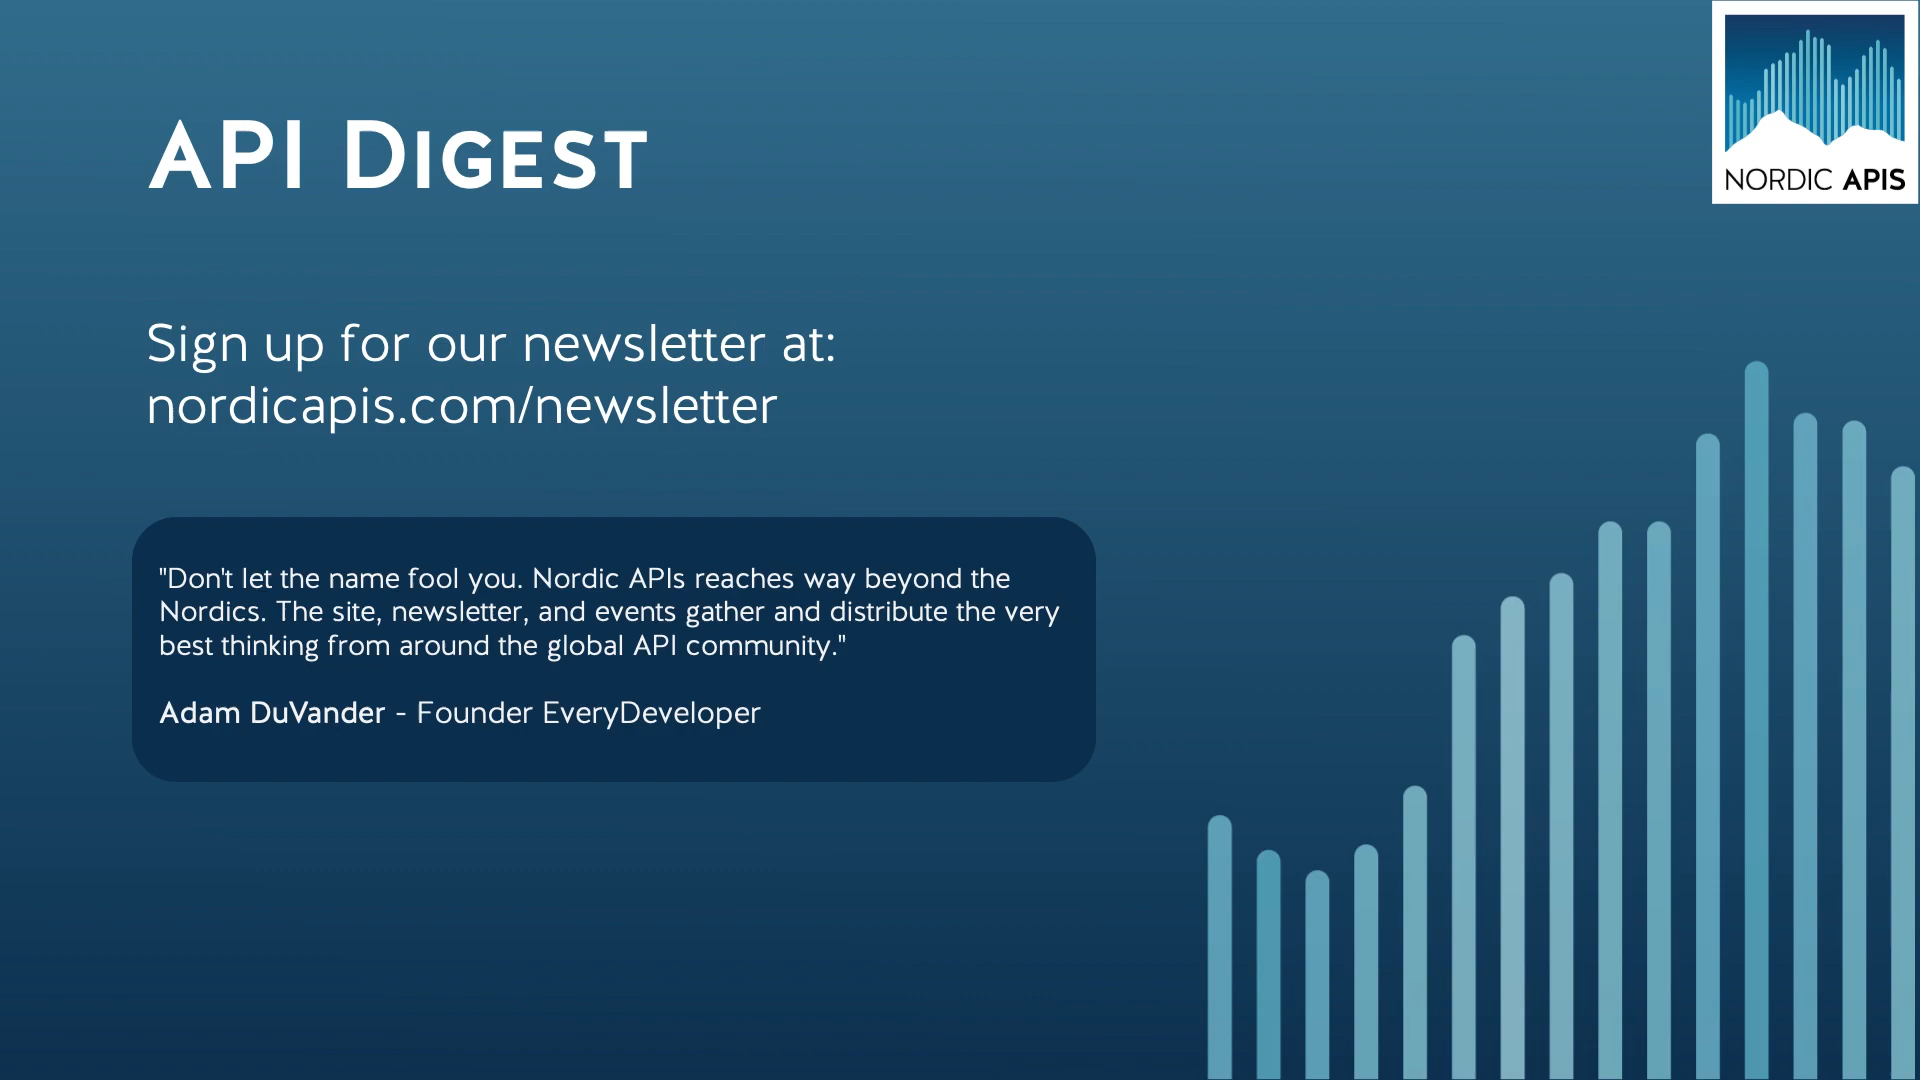 NORDIC APIS
API DIGEST
Sign up for our newsletter at:
nordicapis.com/newsletter
"Don't let the name fool you. Nordic APIs reaches way beyond the
Nordics. The site, newsletter, and events gather and distribute the very
best thinking from around the global API community."
Adam DuVander - Founder EveryDeveloper